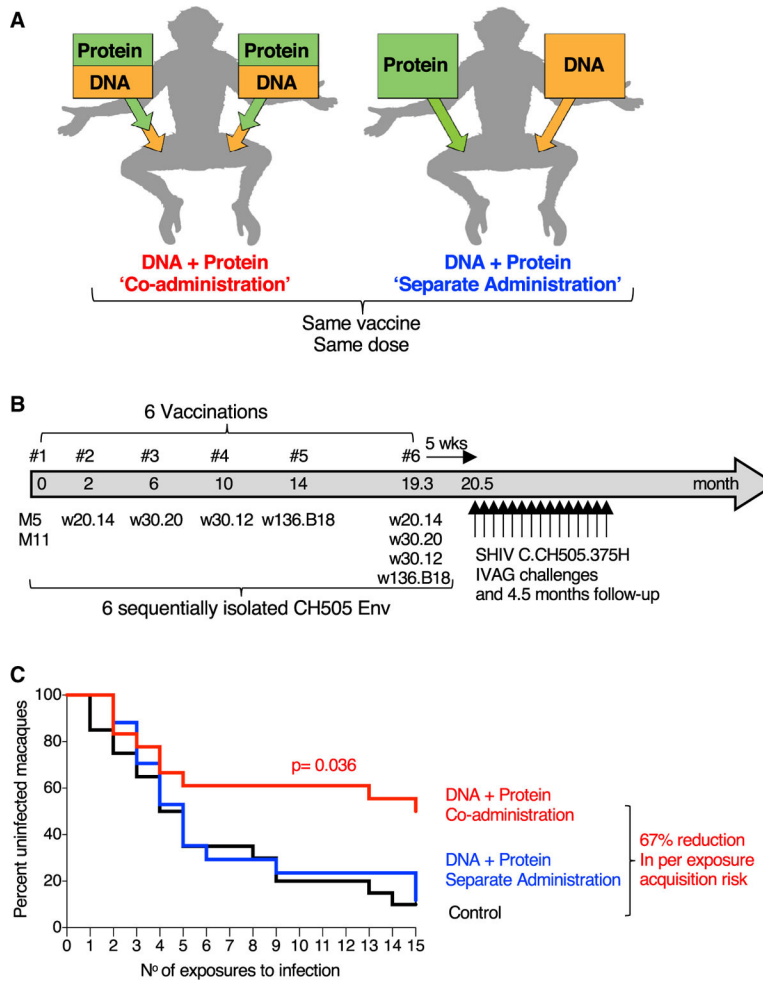 A
Protein
DNA
Protein
DNA
Protein
DNA
DNA + Protein
‘Co-administration’
DNA + Protein
‘Separate Administration’
Same vaccine
Same dose
B
6 Vaccinations
#1 #2 #3 #4 #5 #6 5 wks
0 2 6 10 14 19.3 20.5 month
M5 w20.14 w30.20 w30.12 w136.B18 w20.14
M11 w30.20
w30.12
w136.B18
SHIV C.CH505.375H
IVAG challenges
and 4.5 months follow-up
6 sequentially isolated CH505 Env
C
Percent uninfected macaques
100
80
60
40
20
0
0 1 2 3 4 5 6 7 8 9 10 11 12 13 14 15
Nº of exposures to infection
p= 0.036
DNA + Protein
Co-administration
DNA + Protein
Separate Administration
Control
67% reduction
In per exposure
acquisition risk